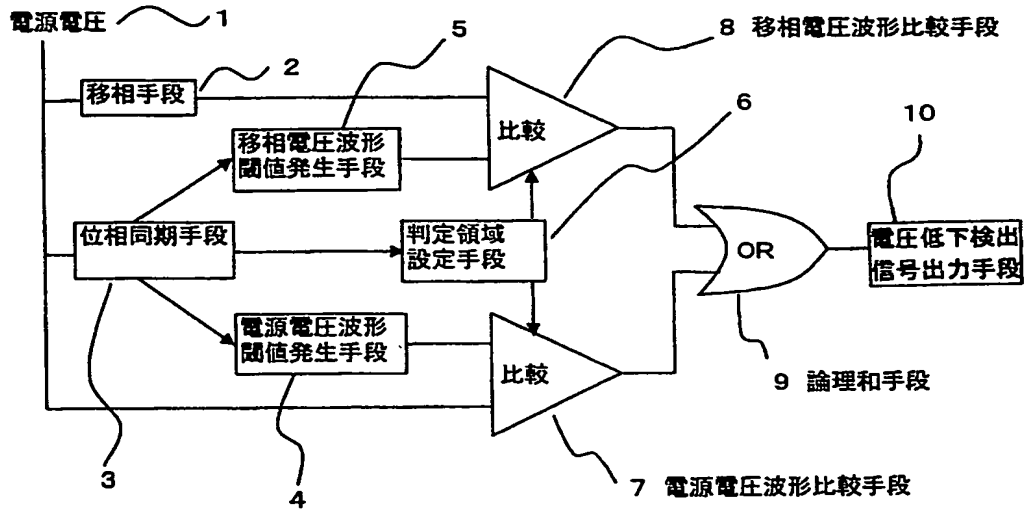 電源電圧 1
5
8 移相電圧波形比較手段
移相手段
2
6
比較
10
移相電圧波形
閾値発生手段
位相同期手段
判定領域
設定手段
OR
電圧低下検出
信号出力手段
電源電圧波形
閾値発生手段
比較
9 論理和手段
3
4
7 電源電圧波形比較手段